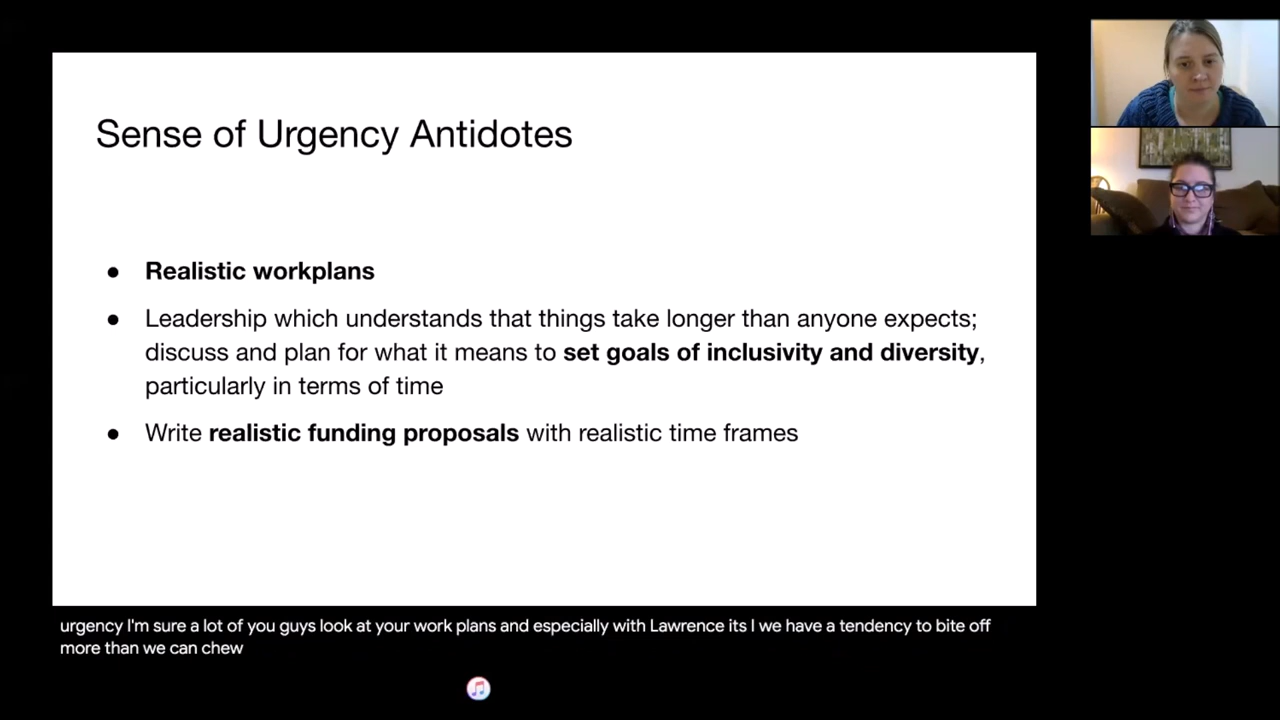 Sense of Urgency Antidotes
● Realistic workplans
● Leadership which understands that things take longer than anyone expects;
discuss and plan for what it means to set goals of inclusivity and diversity,
particularly in terms of time
● Write realistic funding proposals with realistic time frames
urgency I'm sure a lot of you guys look at your work plans and especially with Lawrence its I we have a tendency to bite off
more than we can chew